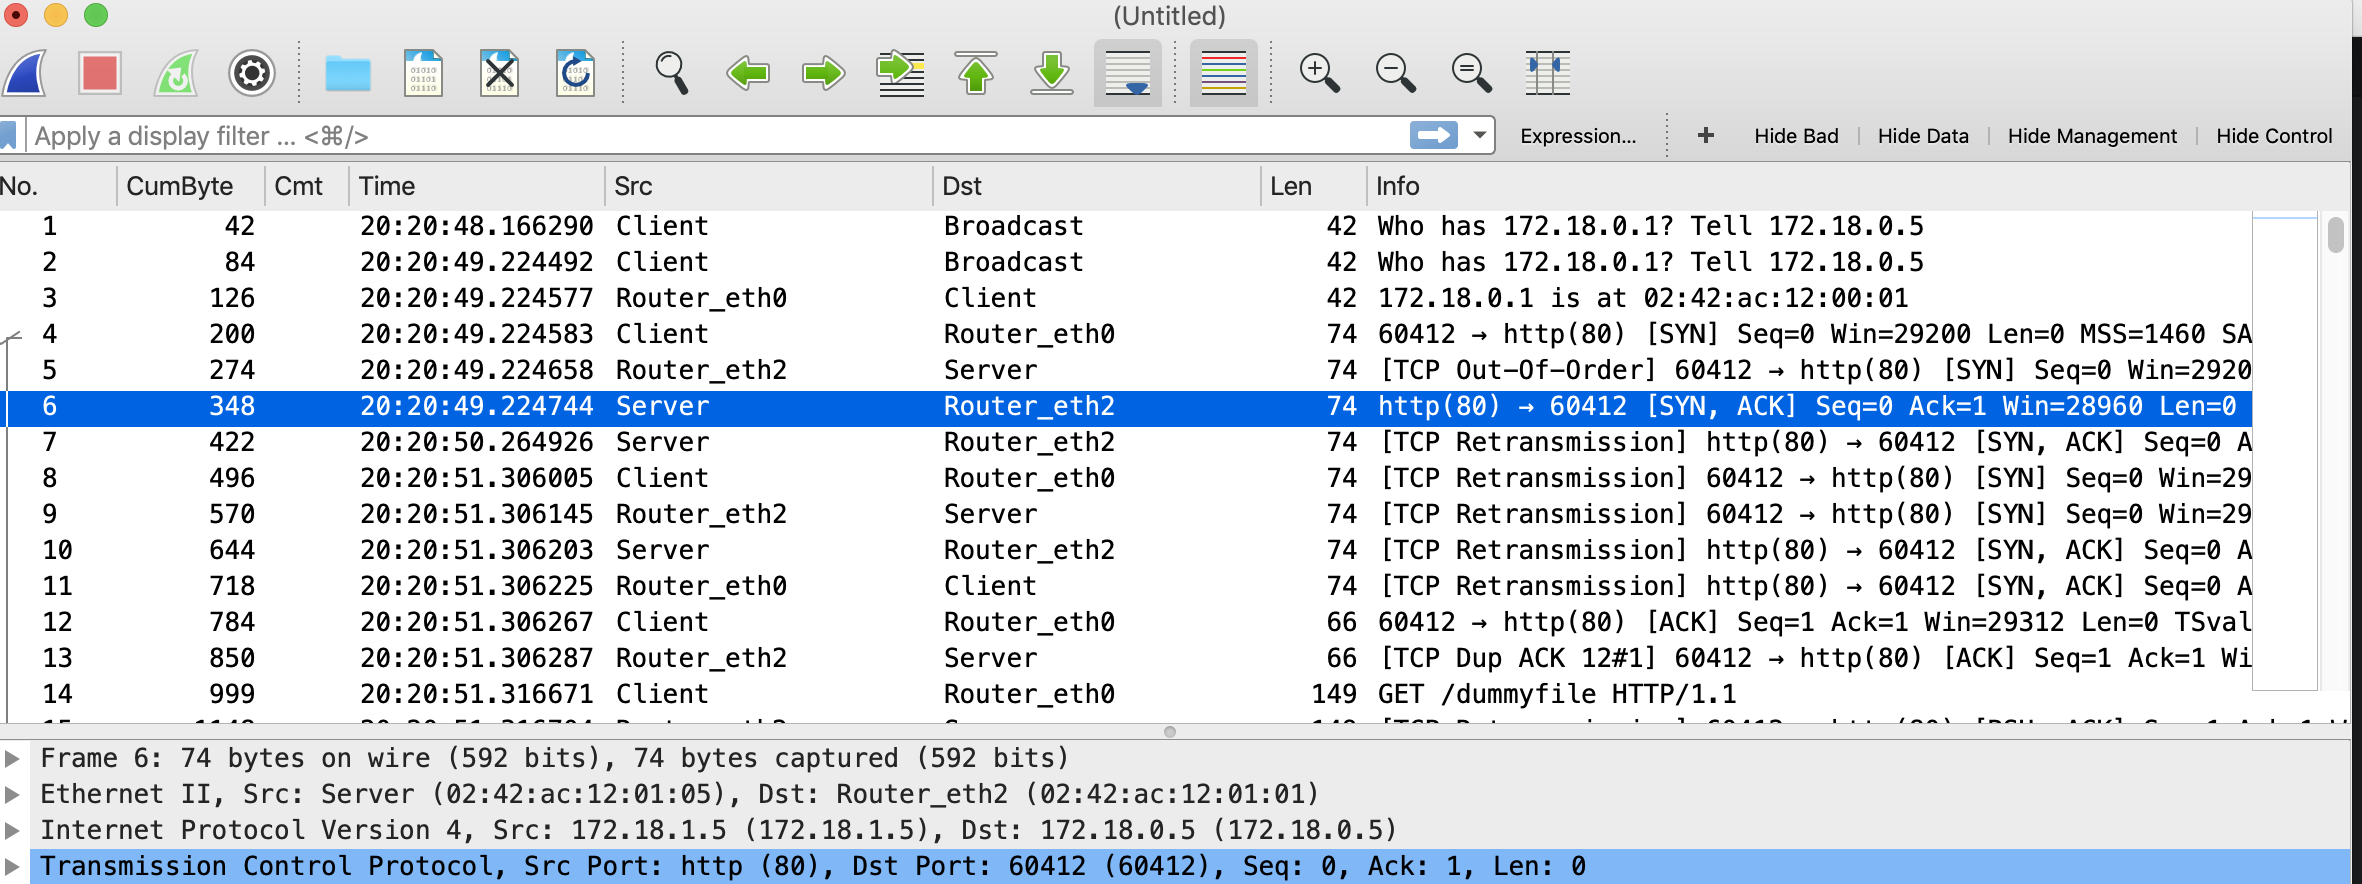 (Untitled)
Apply a display filter ... <⌘/> Expression... + Hide Bad Hide Data Hide Management Hide Control
No. CumByte Cmt Time Src Dst Len Info
1 42 20:20:48.166290 Client Broadcast 42 Who has 172.18.0.1? Tell 172.18.0.5
2 84 20:20:49.224492 Client Broadcast 42 Who has 172.18.0.1? Tell 172.18.0.5
3 126 20:20:49.224577 Router_eth0 Client 42 172.18.0.1 is at 02:42:ac:12:00:01
4 200 20:20:49.224583 Client Router_eth0 74 60412 → http(80) [SYN] Seq=0 Win=29200 Len=0 MSS=1460 SA
5 274 20:20:49.224658 Router_eth2 Server 74 [TCP Out-Of-Order] 60412 → http(80) [SYN] Seq=0 Win=2920
6 348 20:20:49.224744 Server Router_eth2 74 http(80) → 60412 [SYN, ACK] Seq=0 Ack=1 Win=28960 Len=0
7 422 20:20:50.264926 Server Router_eth2 74 [TCP Retransmission] http(80) → 60412 [SYN, ACK] Seq=0 A
8 496 20:20:51.306005 Client Router_eth0 74 [TCP Retransmission] 60412 → http(80) [SYN] Seq=0 Win=29
9 570 20:20:51.306145 Router_eth2 Server 74 [TCP Retransmission] 60412 → http(80) [SYN] Seq=0 Win=29
10 644 20:20:51.306203 Server Router_eth2 74 [TCP Retransmission] http(80) → 60412 [SYN, ACK] Seq=0 A
11 718 20:20:51.306225 Router_eth0 Client 74 [TCP Retransmission] http(80) → 60412 [SYN, ACK] Seq=0 A
12 784 20:20:51.306267 Client Router_eth0 66 60412 → http(80) [ACK] Seq=1 Ack=1 Win=29312 Len=0 TSval
13 850 20:20:51.306287 Router_eth2 Server 66 [TCP Dup ACK 12#1] 60412 → http(80) [ACK] Seq=1 Ack=1 Wi
14 999 20:20:51.316671 Client Router_eth0 149 GET /dummyfile HTTP/1.1
Frame 6: 74 bytes on wire (592 bits), 74 bytes captured (592 bits)
Ethernet II, Src: Server (02:42:ac:12:01:05), Dst: Router_eth2 (02:42:ac:12:01:01)
Internet Protocol Version 4, Src: 172.18.1.5 (172.18.1.5), Dst: 172.18.0.5 (172.18.0.5)
Transmission Control Protocol, Src Port: http (80), Dst Port: 60412 (60412), Seq: 0, Ack: 1, Len: 0